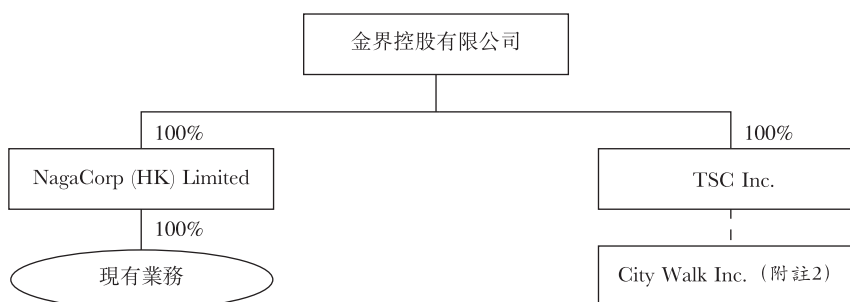 金界控股有限公司
100%
100%
NagaCorp (HK) Limited
TSC Inc.
100%
現有業務
City Walk Inc.（附註2）